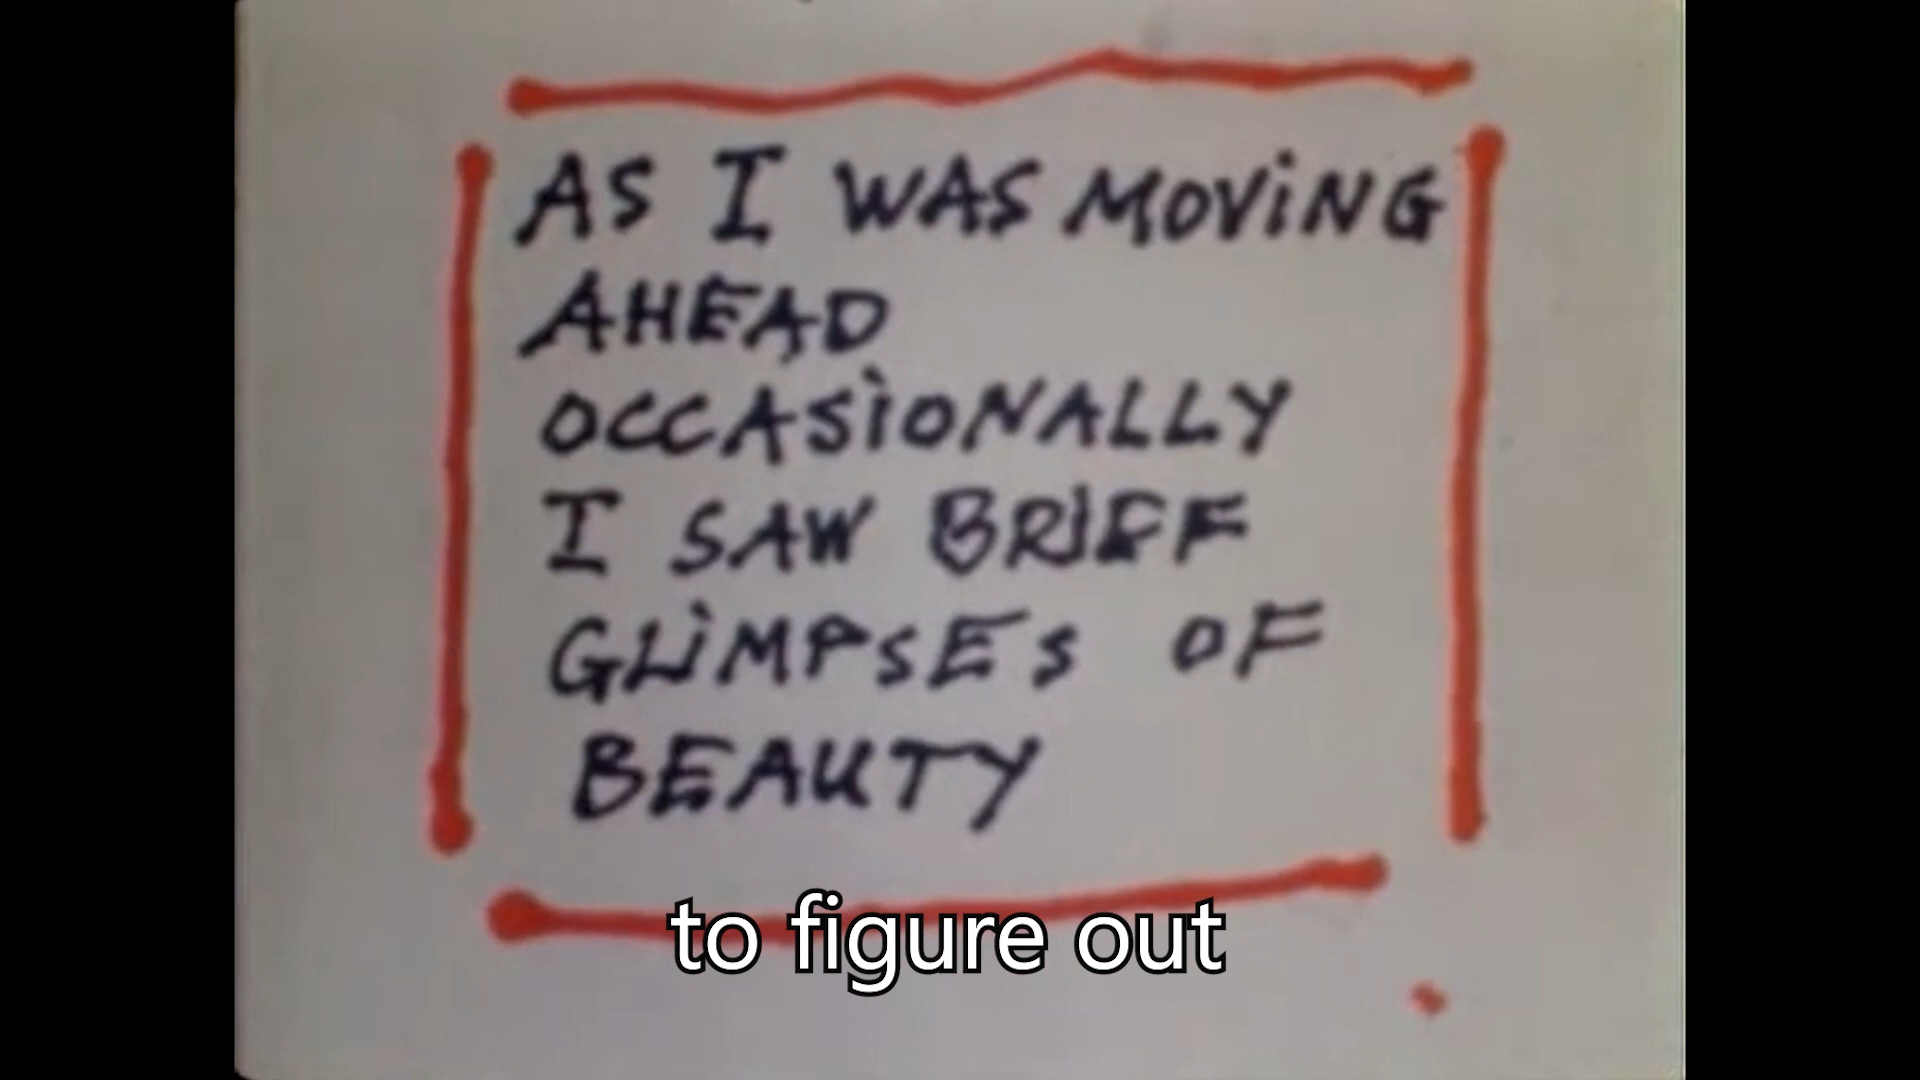 AS I WAS MOViNG
AHEAD
OCCASiONALLY
I SAW BRIEF
GLiMPSES OF
BEAUTY
to figure out